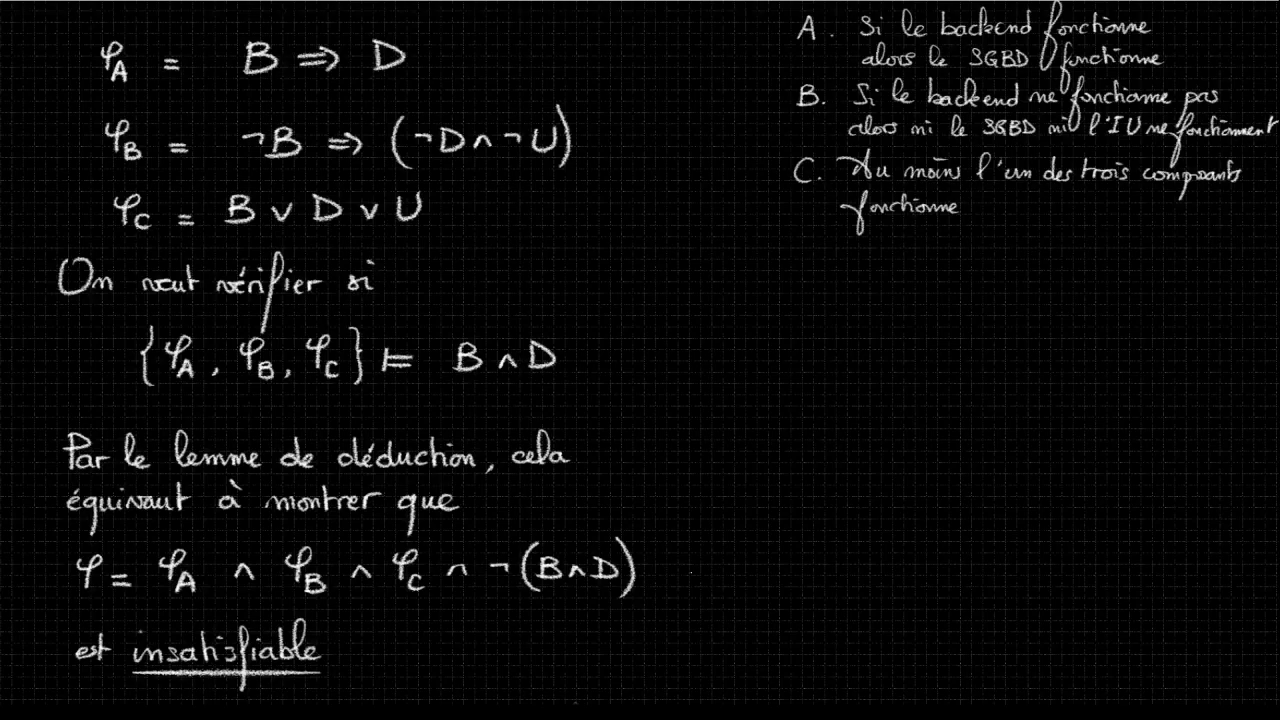 φA = B ⇒ D
φB = ¬B ⇒ (¬D ∧ ¬U)
φC = B ∨ D ∨ U
On veut vérifier si
{φA, φB, φC} ⊨ B ∧ D
Par le lemme de déduction, cela
équivaut à montrer que
φ = φA ∧ φB ∧ φC ∧ ¬(B ∧ D)
est insatisfiable
A. Si le backend fonctionne
alors le SGBD fonctionne
B. Si le backend ne fonctionne pas
alors ni le SGBD ni l'IU ne fonctionnent
C. Au moins l'un des trois composants
fonctionne